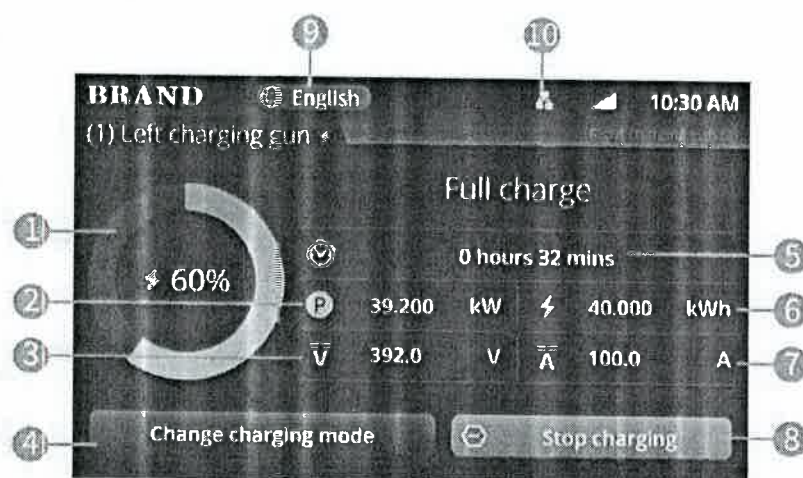 9 10
BRAND English 10:30 AM
(1) Left charging gun
Full charge
1
60%
0 hours 32 mins 5
2 P 39.200 kW 40.000 kWh 6
3 V 392.0 V A 100.0 A 7
4 Change charging mode Stop charging 8